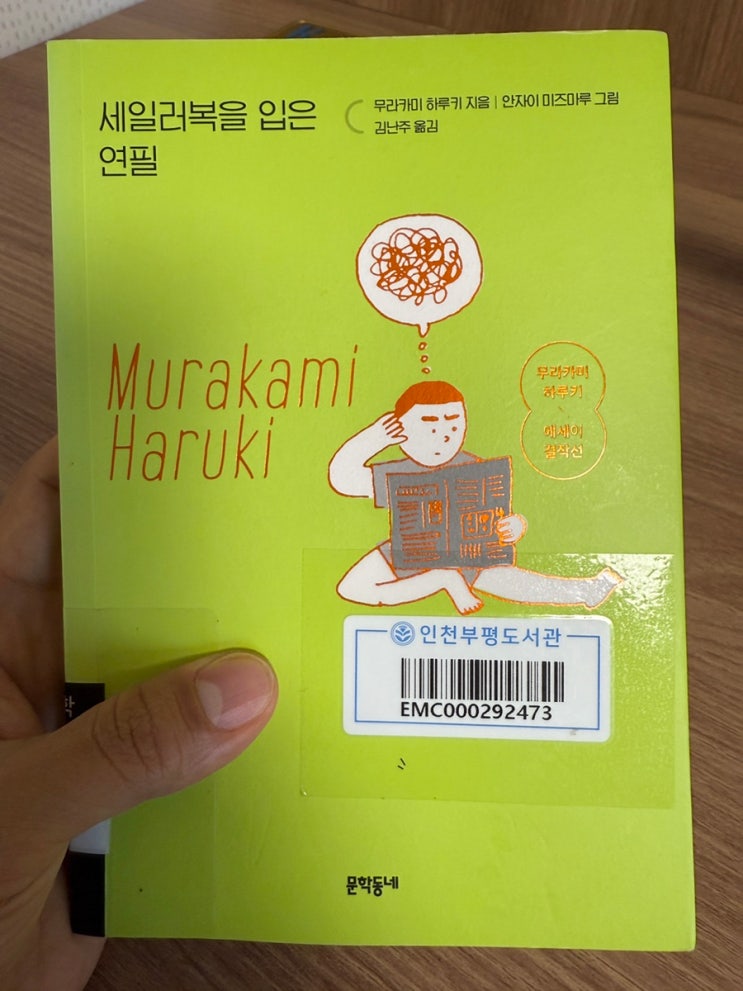 세일러복을 입은
연필
무라카미 하루키 지음 | 안자이 미즈마루 그림
김난주 옮김
Murakami
Haruki
무라카미
하루키
에세이
걸작선
인천부평도서관
EMC000292473
학
문학동네